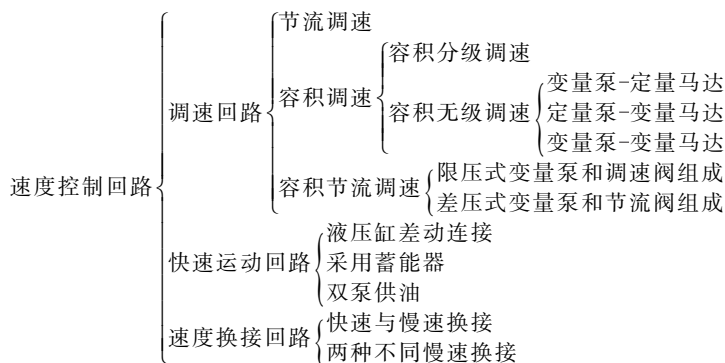 节流调速
容积分级调速
变量泵-定量马达
容积调速
调速回路
容积无级调速
定量泵-变量马达
变量泵-变量马达
限压式变量泵和调速阀组成
容积节流调速
速度控制回路
差压式变量泵和节流阀组成
液压缸差动连接
快速运动回路
采用蓄能器
双泵供油
快速与慢速换接
速度换接回路
两种不同慢速换接